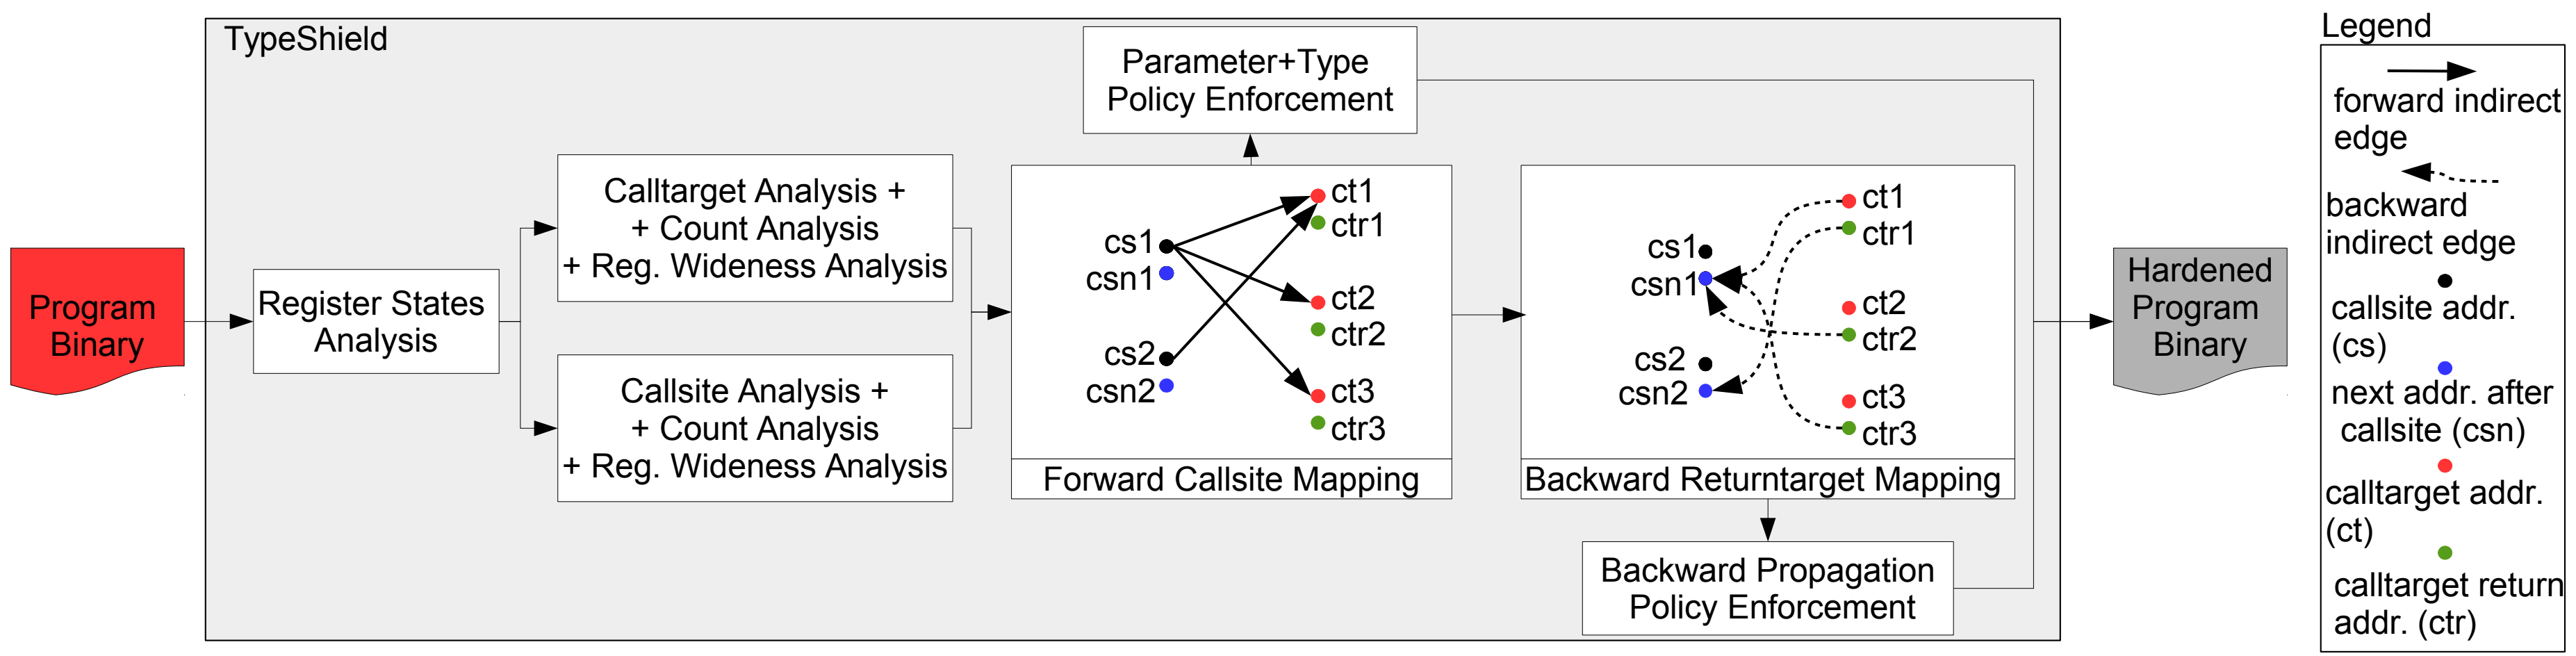 TypeShield
Program
Binary
Register States
Analysis
Calltarget Analysis +
+ Count Analysis
+ Reg. Wideness Analysis
Callsite Analysis +
+ Count Analysis
+ Reg. Wideness Analysis
Parameter+Type
Policy Enforcement
cs1
csn1
cs2
csn2
ct1
ctr1
ct2
ctr2
ct3
ctr3
Forward Callsite Mapping
cs1
csn1
cs2
csn2
ct1
ctr1
ct2
ctr2
ct3
ctr3
Backward Returntarget Mapping
Backward Propagation
Policy Enforcement
Hardened
Program
Binary
Legend
forward indirect
edge
backward
indirect edge
callsite addr.
(cs)
next addr. after
callsite (csn)
calltarget addr.
(ct)
calltarget return
addr. (ctr)